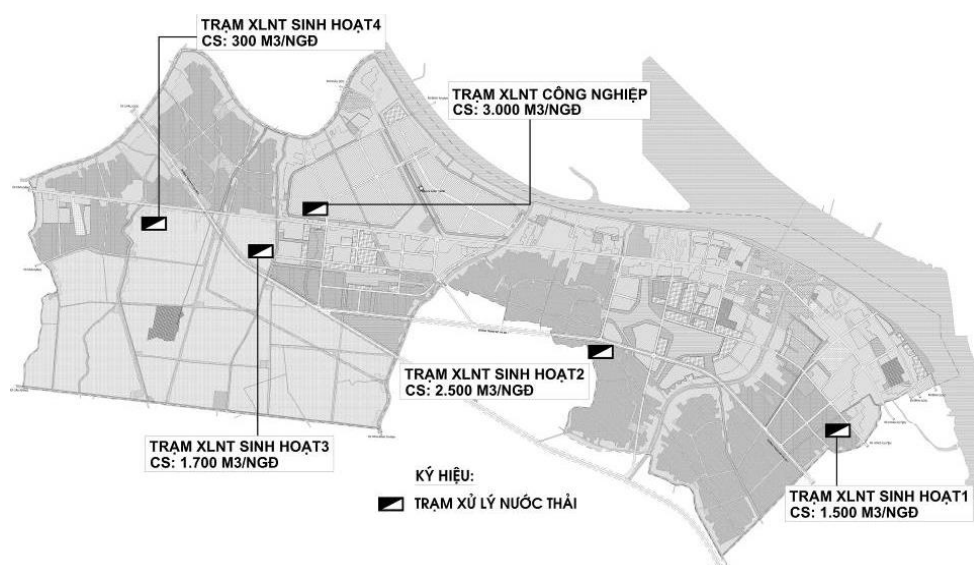 TRẠM XLNT SINH HOẠT4
CS: 300 M3/NGĐ
TRẠM XLNT CÔNG NGHIỆP
CS: 3.000 M3/NGĐ
TRẠM XLNT SINH HOẠT2
CS: 2.500 M3/NGĐ
TRẠM XLNT SINH HOẠT3
CS: 1.700 M3/NGĐ
KÝ HIỆU:
TRẠM XỬ LÝ NƯỚC THẢI
TRẠM XLNT SINH HOẠT1
CS: 1.500 M3/NGĐ